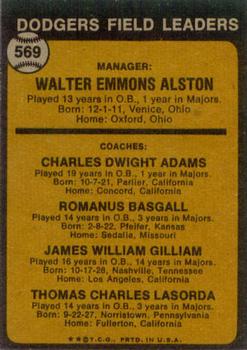 DODGERS FIELD LEADERS
569
MANAGER:
WALTER EMMONS ALSTON
Played 13 years in O.B., 1 year in Majors.
Born: 12-1-11, Venice, Ohio
Home: Oxford, Ohio
COACHES:
CHARLES DWIGHT ADAMS
Played 19 years in O.B., 1 year in Majors.
Born: 10-7-21, Parlier, California
Home: Concord, California
ROMANUS BASGALL
Played 14 years in O.B., 3 years in Majors.
Born: 2-8-22, Pfeifer, Kansas
Home: Sedalia, Missouri
JAMES WILLIAM GILLIAM
Played 16 years in O.B., 14 years in Majors.
Born: 10-17-28, Nashville, Tennessee
Home: Los Angeles, California
THOMAS CHARLES LASORDA
Played 14 years in O.B., 3 years in Majors.
Born: 9-22-27, Norristown, Pennsylvania
Home: Fullerton, California
★★© T.C.G., PRTD. IN U.S.A.